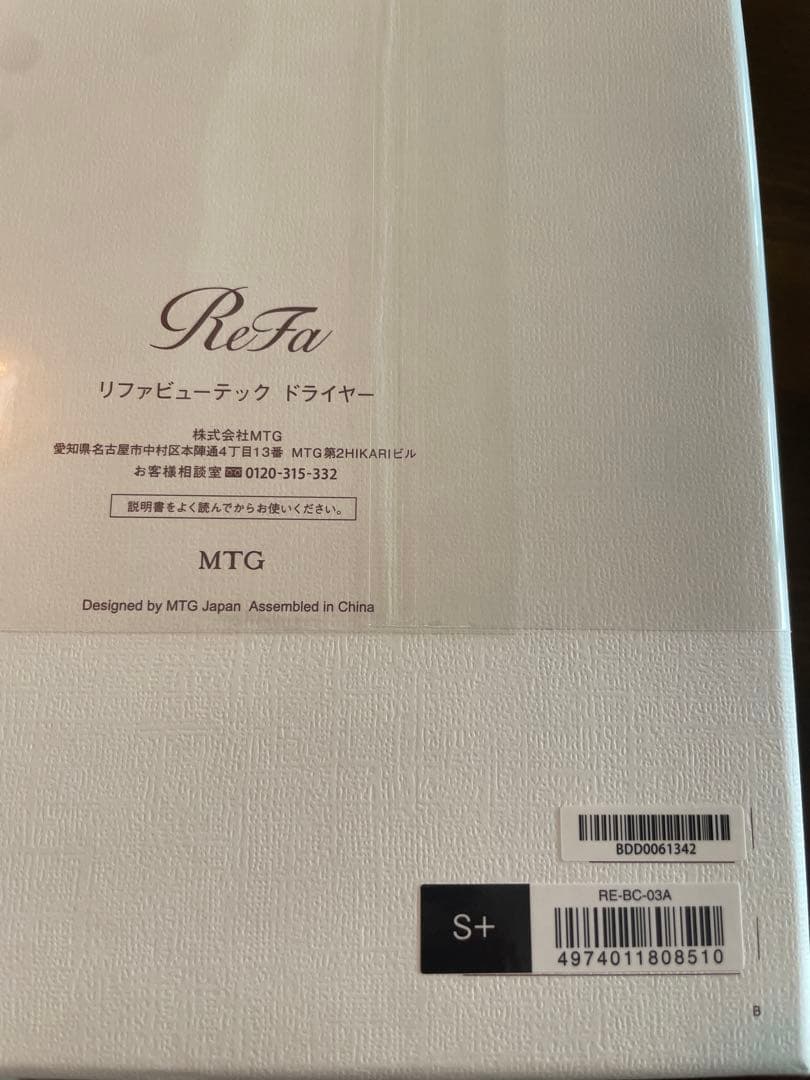 ReFa
リファビューテック ドライヤー
株式会社MTG
愛知県名古屋市中村区本陣通4丁目13番 MTG第2HIKARIビル
お客様相談室 0120-315-332
説明書をよく読んでからお使いください。
MTG
Designed by MTG Japan Assembled in China
BDD0061342
RE-BC-03A
S+
4974011808510
B